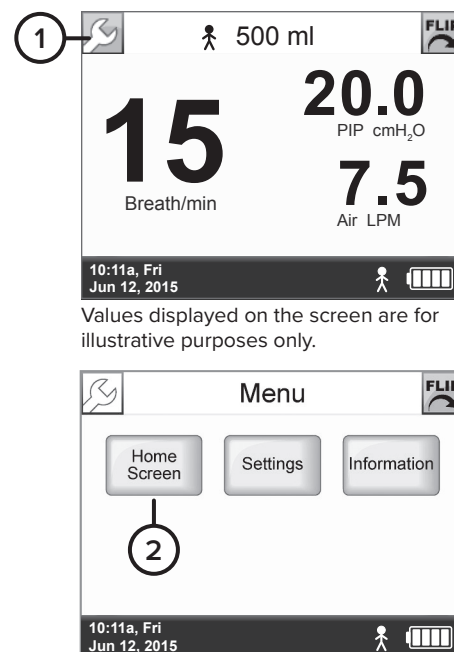 1
500 ml
15
Breath/min
20.0
PIP cmH₂O
7.5
Air LPM
10:11a, Fri
Jun 12, 2015
Values displayed on the screen are for
illustrative purposes only.
Menu
Home
Screen
Settings
Information
2
10:11a, Fri
Jun 12, 2015